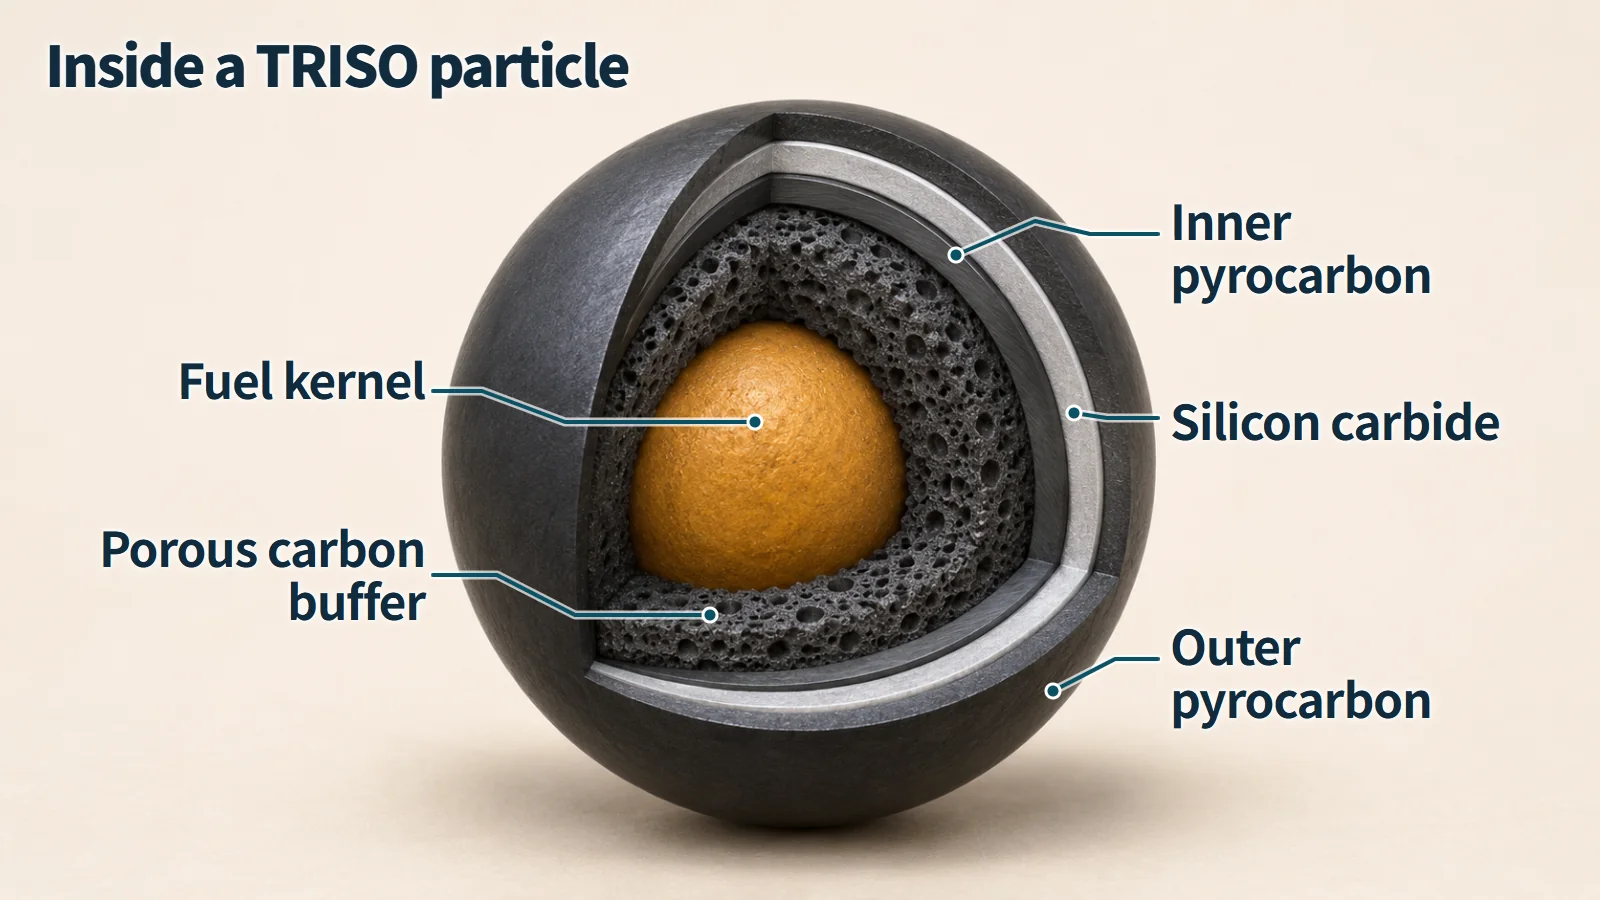 Inside a TRISO particle
Fuel kernel
Porous carbon
buffer
Inner
pyrocarbon
Silicon carbide
Outer
pyrocarbon